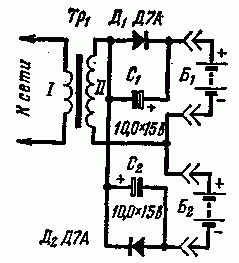 Тр₁
Д₁ Д7А
К сети
I
II
С₁
+
10,0×15в
Б₁
+
С₂
+
10,0×15в
Б₂
+
Д₂ Д7А